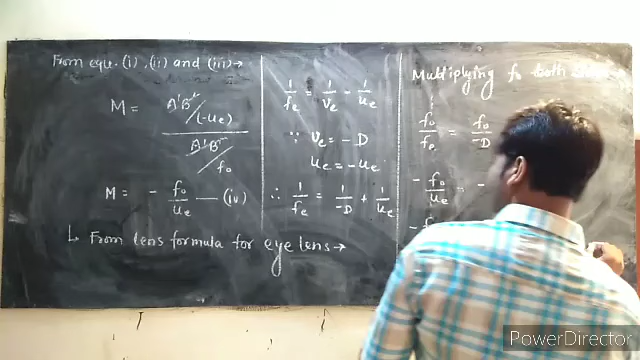 From equ. (i), (ii) and (iii)→
M = A'B'/(-ue) / A'B'/fo
M = - fo/ue — (iv)
From lens formula for eye lens→
1/fe = 1/ve - 1/ue
∵ ve = -D
ue = -ue
∴ 1/fe = 1/-D + 1/ue
Multiplying fo both
fo/fe = fo/-D
- fo/ue = -
PowerDirector